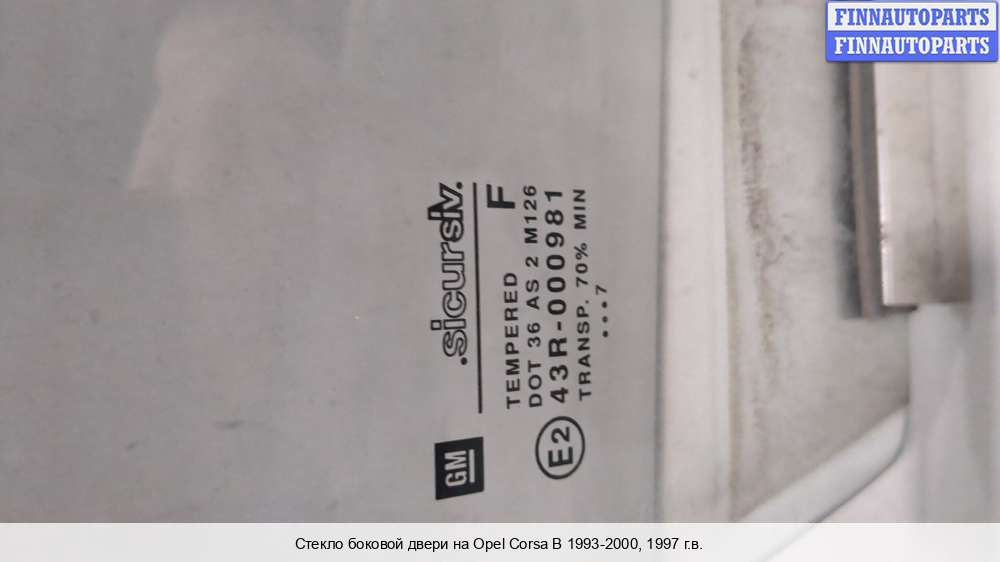 FINNAUTOPARTS
FINNAUTOPARTS
.sicursiv.
GM
TEMPERED F
DOT 36 AS 2 M126
E2 43R-000981
TRANSP. 70% MIN
•••7
Стекло боковой двери на Opel Corsa B 1993-2000, 1997 г.в.